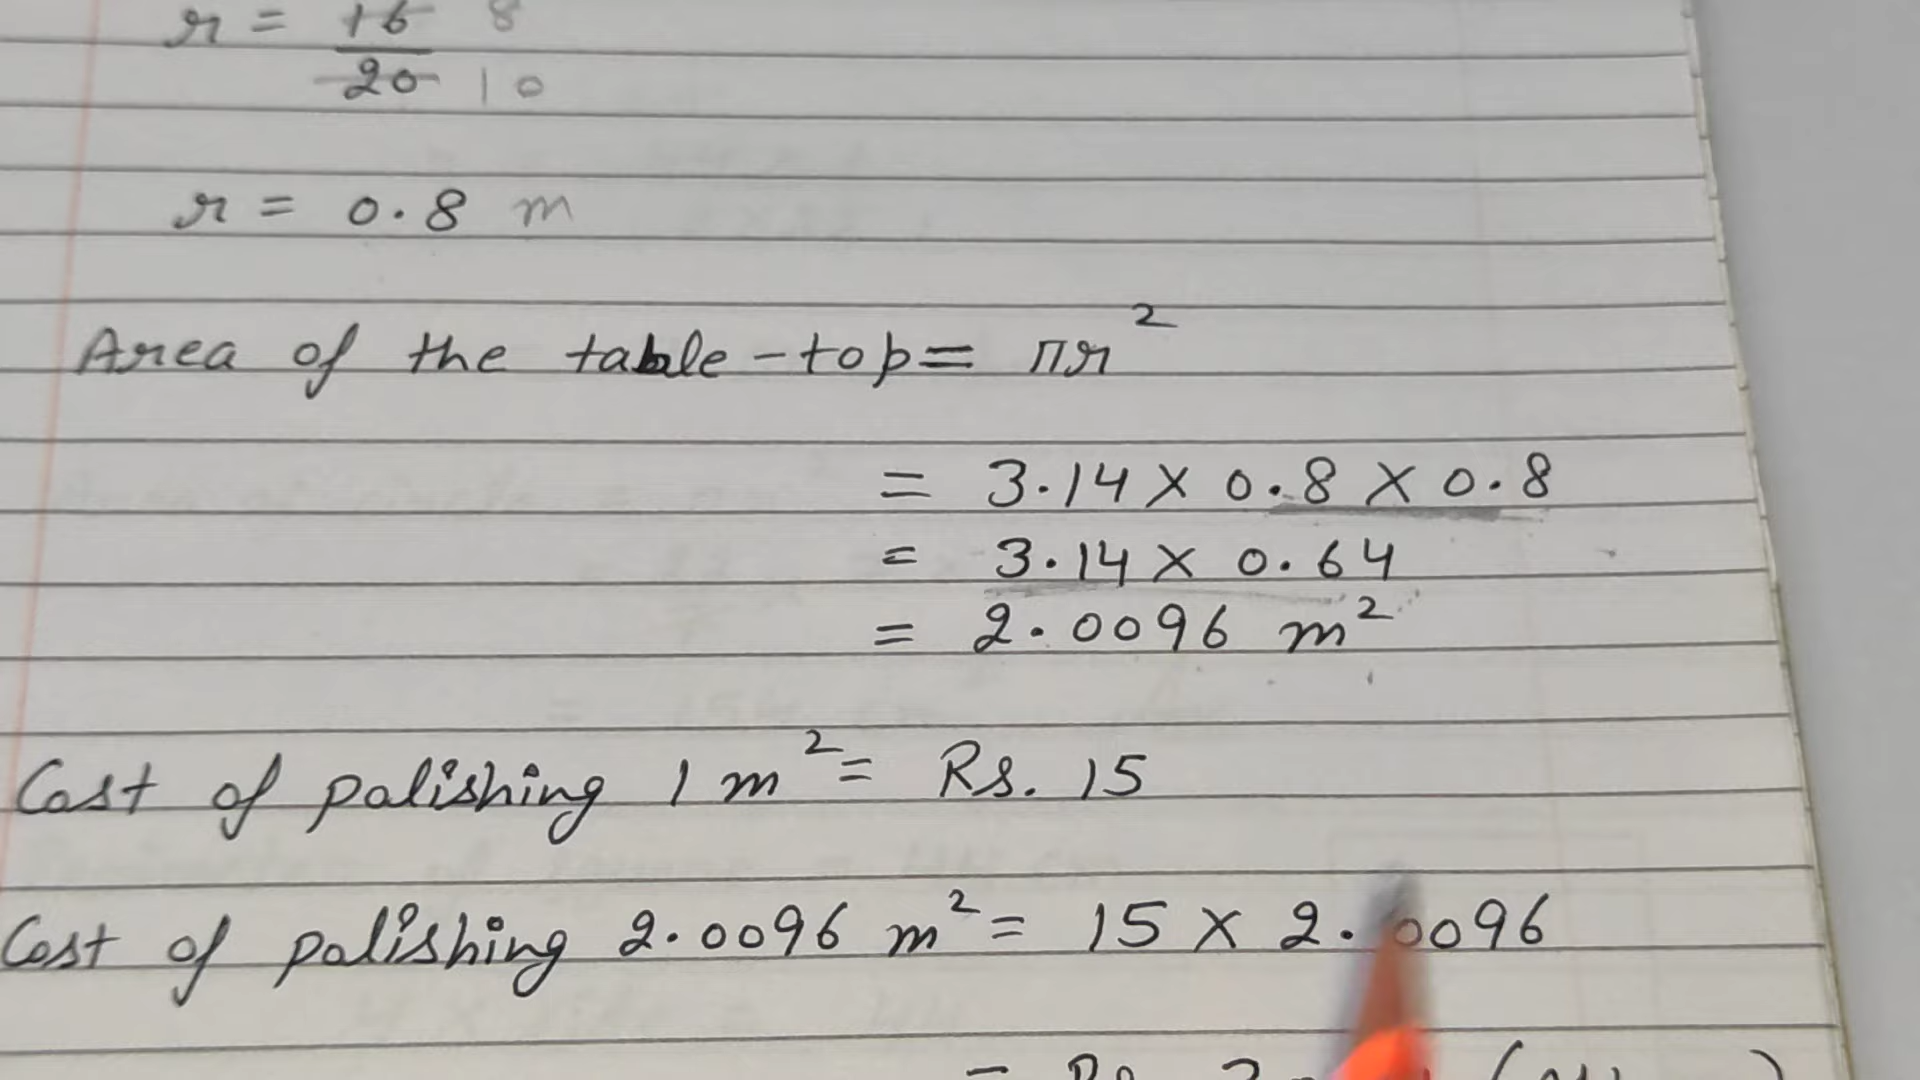 r = 16/20 8 10
r = 0.8 m
Area of the table-top = πr²
= 3.14 × 0.8 × 0.8
= 3.14 × 0.64
= 2.0096 m²
Cost of polishing 1 m² = Rs. 15
Cost of polishing 2.0096 m² = 15 × 2.0096
= Rs.